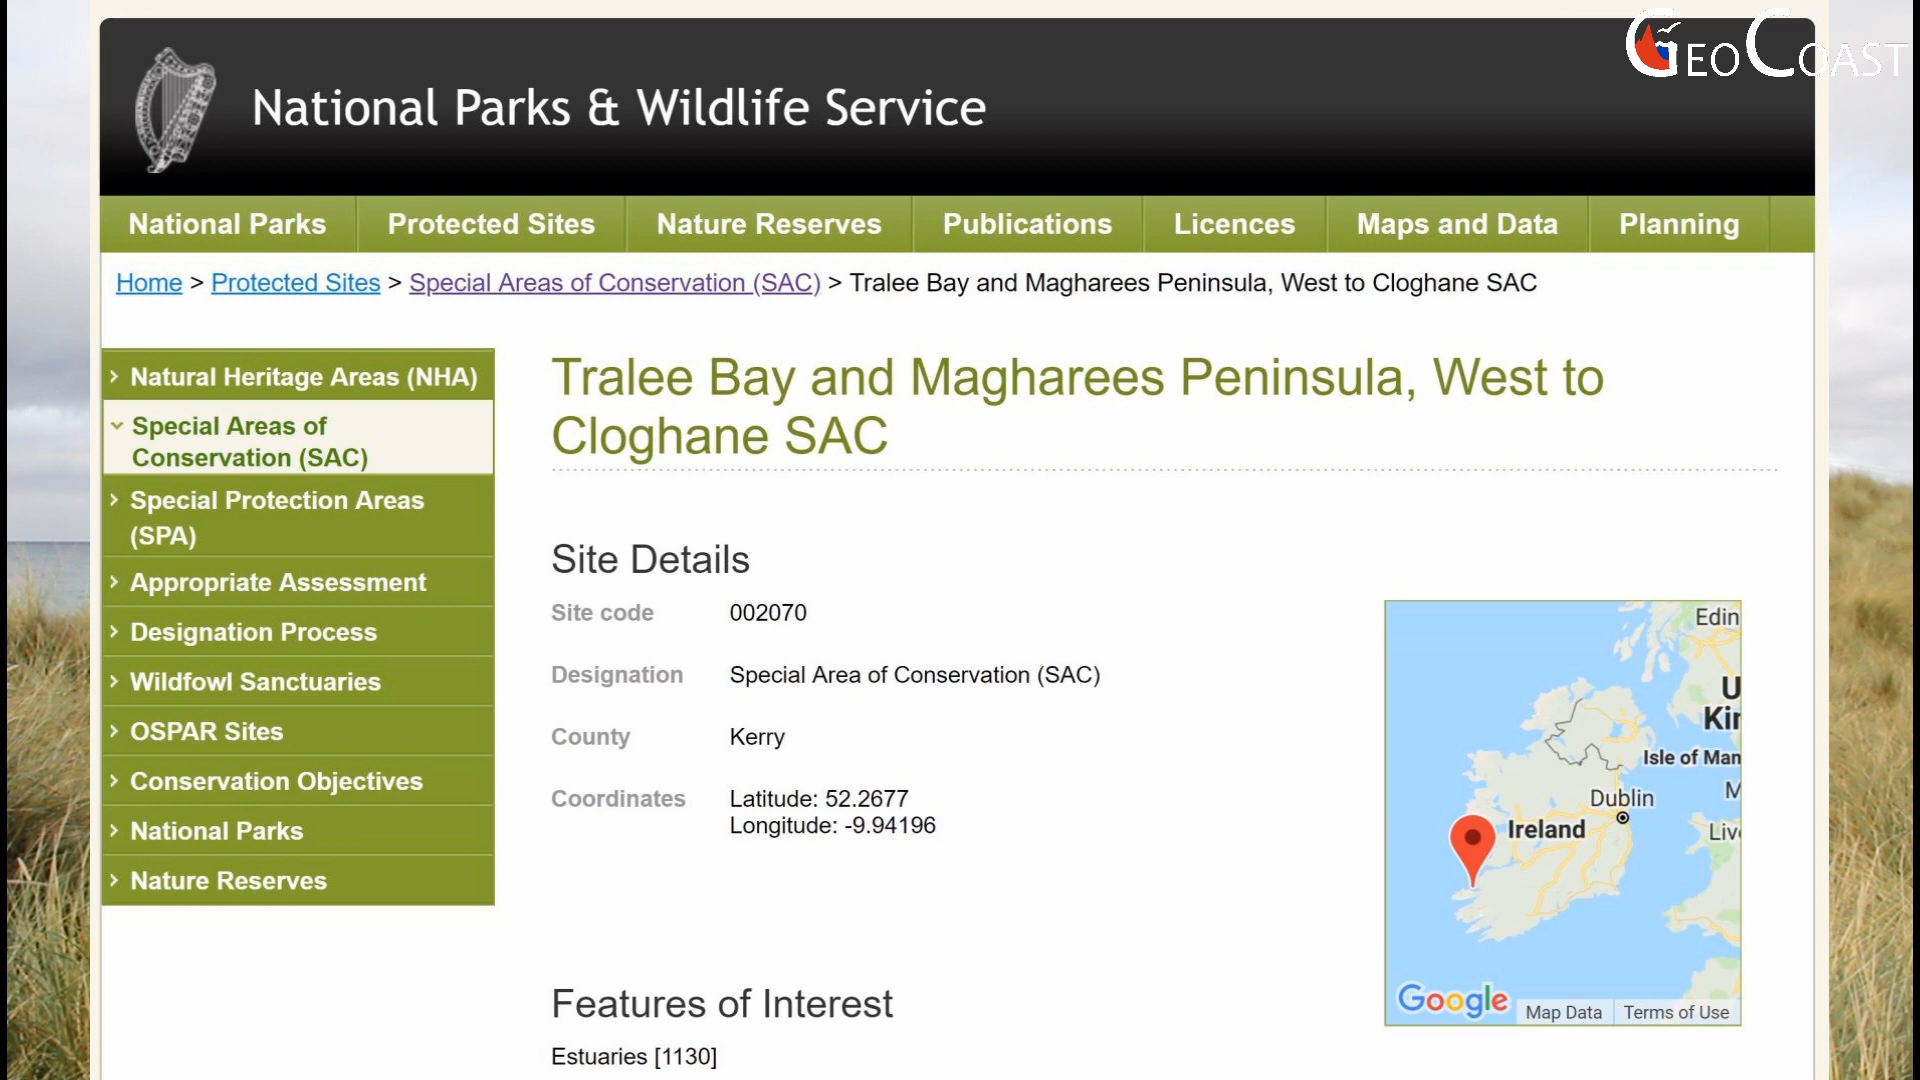 GEOCOAST
National Parks & Wildlife Service
National Parks
Protected Sites
Nature Reserves
Publications
Licences
Maps and Data
Planning
Home > Protected Sites > Special Areas of Conservation (SAC) > Tralee Bay and Magharees Peninsula, West to Cloghane SAC
Natural Heritage Areas (NHA)
Special Areas of
Conservation (SAC)
Special Protection Areas
(SPA)
Appropriate Assessment
Designation Process
Wildfowl Sanctuaries
OSPAR Sites
Conservation Objectives
National Parks
Nature Reserves
Tralee Bay and Magharees Peninsula, West to
Cloghane SAC
Site Details
Site code 002070
Designation Special Area of Conservation (SAC)
County Kerry
Coordinates Latitude: 52.2677
Longitude: -9.94196
Edin
U
Kin
Isle of Man
M
Dublin
Ireland
Live
Google
Map Data
Terms of Use
Features of Interest
Estuaries [1130]